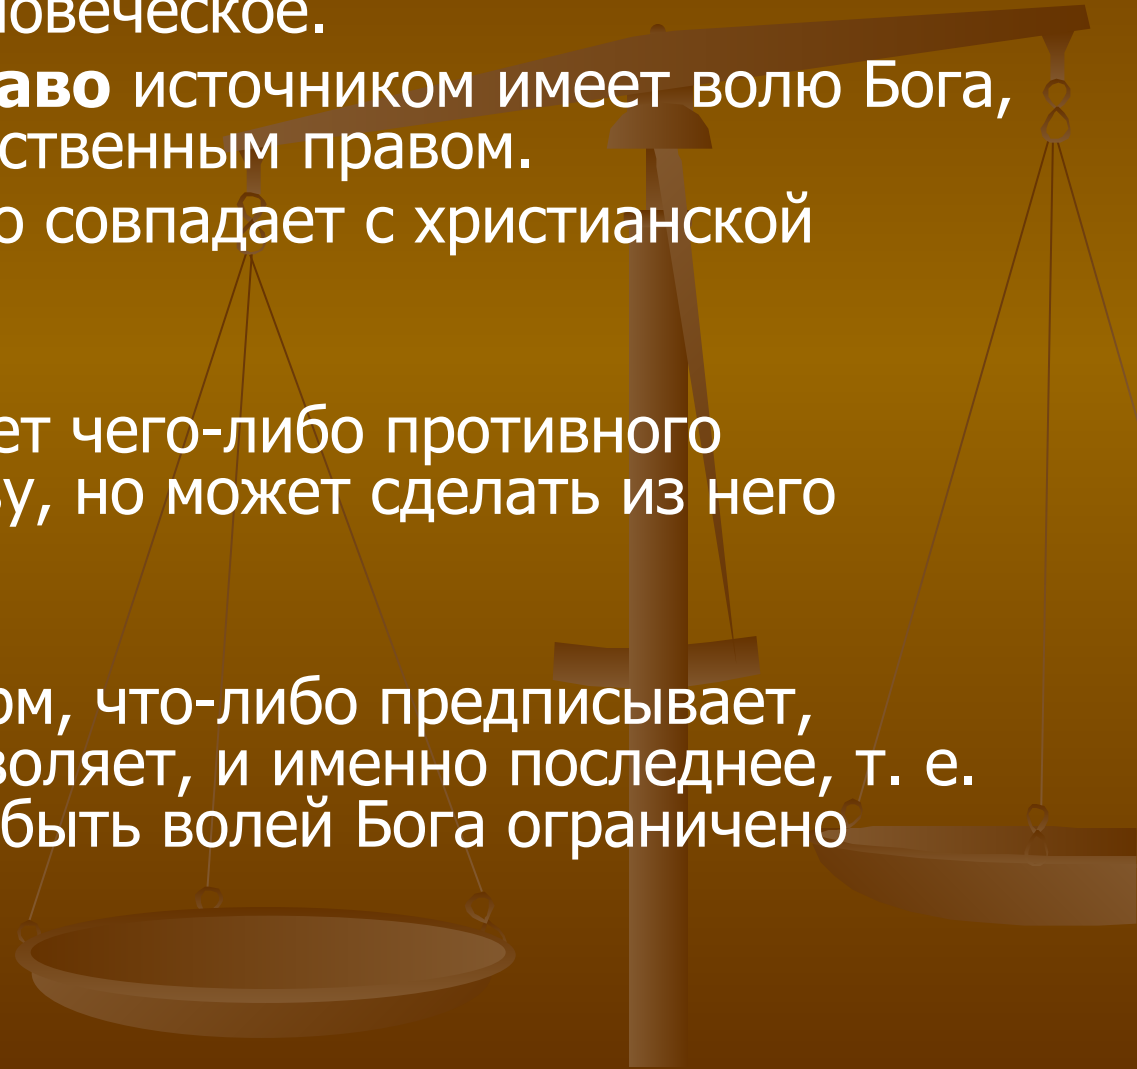 ловеческое.
аво источником имеет волю Бога,
ственным правом.
о совпадает с христианской
ет чего-либо противного
ву, но может сделать из него
ом, что-либо предписывает,
воляет, и именно последнее, т. е.
быть волей Бога ограничено